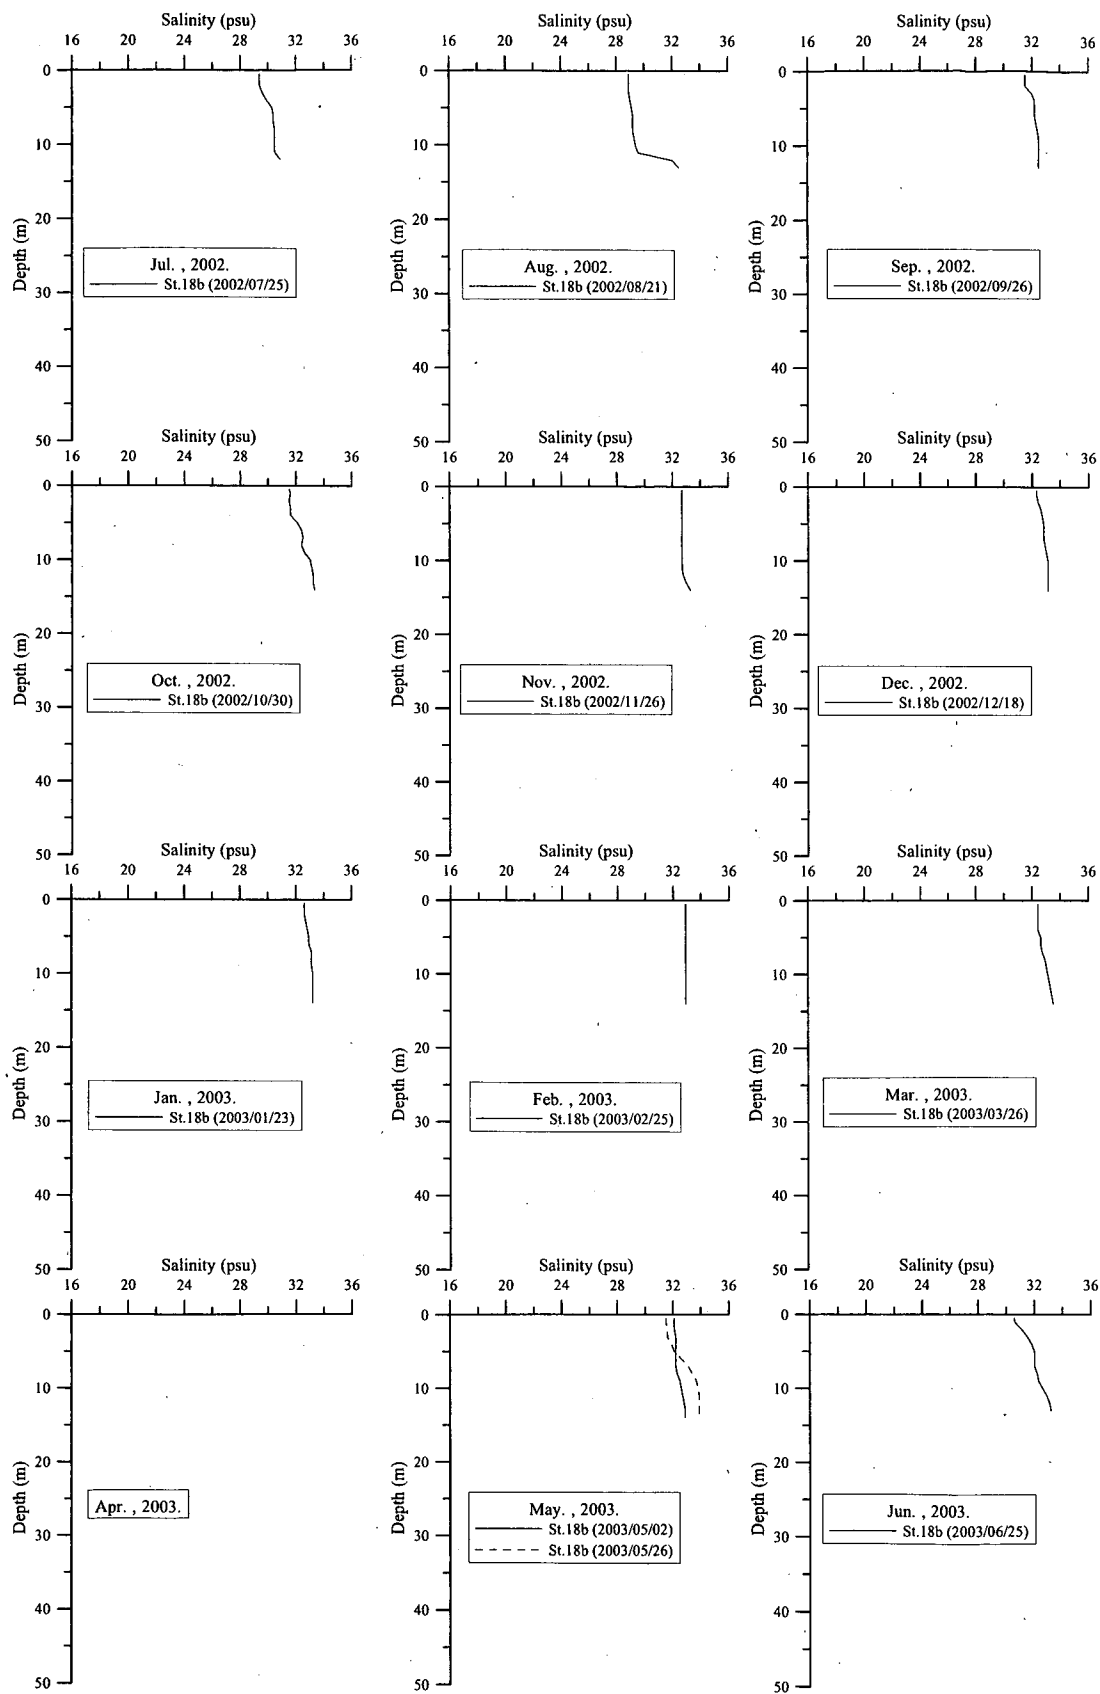 Salinity (psu)
16 20 24 28 32 36
0
10
20
30
40
50
Depth (m)
Jul. , 2002.
St.18b (2002/07/25)
Salinity (psu)
16 20 24 28 32 36
0
10
20
30
40
50
Depth (m)
Aug. , 2002.
St.18b (2002/08/21)
Salinity (psu)
16 20 24 28 32 36
0
10
20
30
40
50
Depth (m)
Sep. , 2002.
St.18b (2002/09/26)
Salinity (psu)
16 20 24 28 32 36
0
10
20
30
40
50
Depth (m)
Oct. , 2002.
St.18b (2002/10/30)
Salinity (psu)
16 20 24 28 32 36
0
10
20
30
40
50
Depth (m)
Nov. , 2002.
St.18b (2002/11/26)
Salinity (psu)
16 20 24 28 32 36
0
10
20
30
40
50
Depth (m)
Dec. , 2002.
St.18b (2002/12/18)
Salinity (psu)
16 20 24 28 32 36
0
10
20
30
40
50
Depth (m)
Jan. , 2003.
St.18b (2003/01/23)
Salinity (psu)
16 20 24 28 32 36
0
10
20
30
40
50
Depth (m)
Feb. , 2003.
St.18b (2003/02/25)
Salinity (psu)
16 20 24 28 32 36
0
10
20
30
40
50
Depth (m)
Mar. , 2003.
St.18b (2003/03/26)
Salinity (psu)
16 20 24 28 32 36
0
10
20
30
40
50
Depth (m)
Apr. , 2003.
Salinity (psu)
16 20 24 28 32 36
0
10
20
30
40
50
Depth (m)
May. , 2003.
St.18b (2003/05/02)
St.18b (2003/05/26)
Salinity (psu)
16 20 24 28 32 36
0
10
20
30
40
50
Depth (m)
Jun. , 2003.
St.18b (2003/06/25)